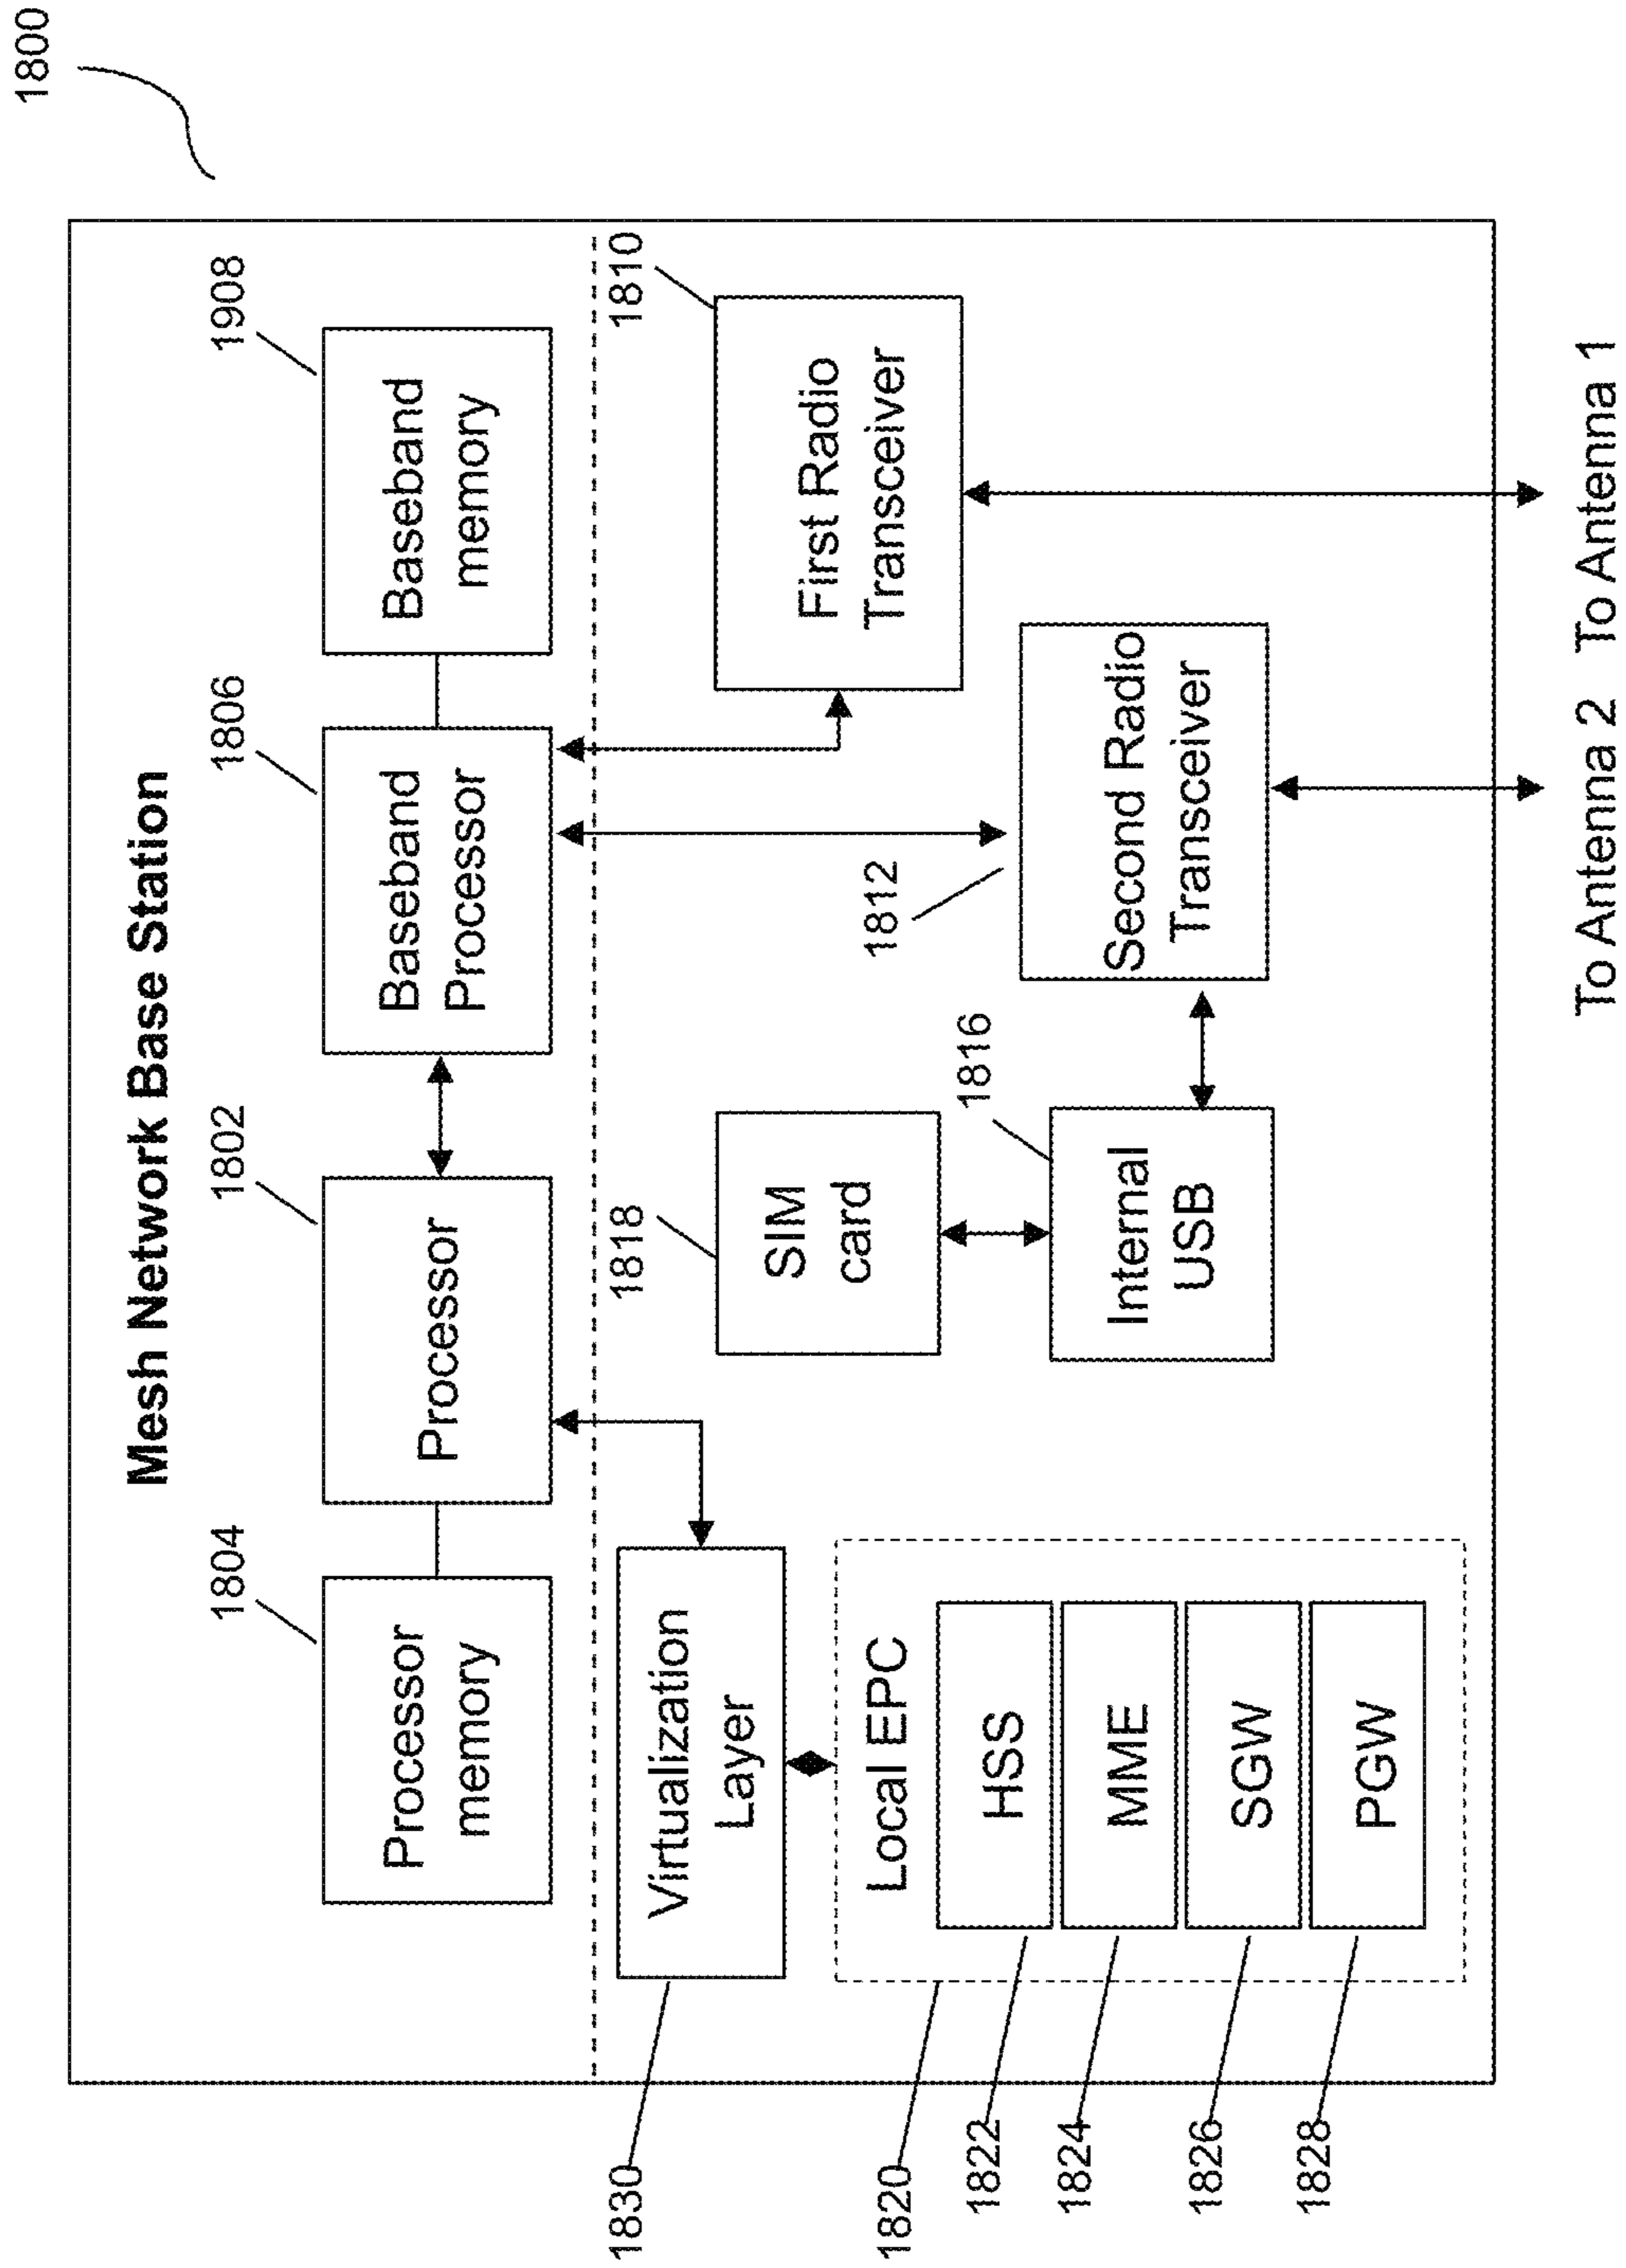 1800
Mesh Network Base Station
1804
1802
1806
1908
Processor
memory
Processor
Baseband
Processor
Baseband
memory
1830
Virtualization
Layer
1818
SIM
card
1810
First Radio
Transceiver
1812
1820
Local EPC
1822
HSS
1824
MME
1826
SGW
1828
PGW
1816
Internal
USB
Second Radio
Transceiver
To Antenna 2
To Antenna 1